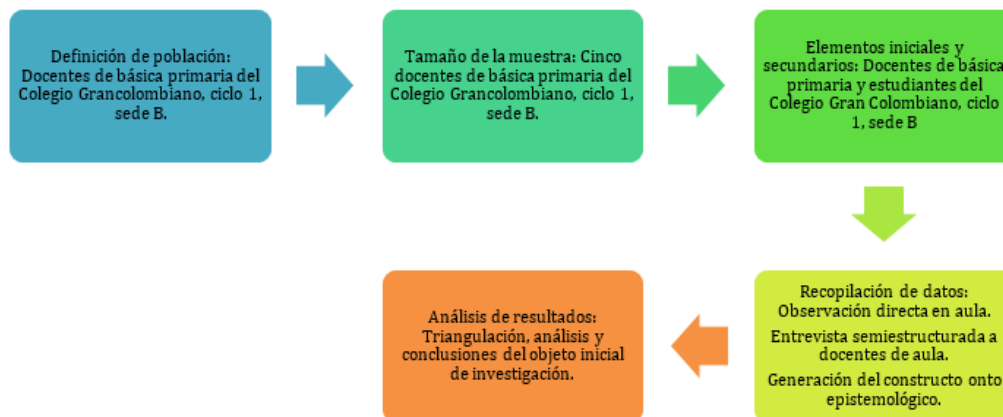 Definición de población:
Docentes de básica primaria del
Colegio Grancolombiano, ciclo 1,
sede B.
Tamaño de la muestra: Cinco
docentes de básica primaria del
Colegio Grancolombiano, ciclo 1,
sede B.
Elementos iniciales y
secundarios: Docentes de básica
primaria y estudiantes del
Colegio Gran Colombiano, ciclo
1, sede B
Recopilación de datos:
Observación directa en aula.
Entrevista semiestructurada a
docentes de aula.
Generación del constructo onto
epistemológico.
Análisis de resultados:
Triangulación, análisis y
conclusiones del objeto inicial
de investigación.